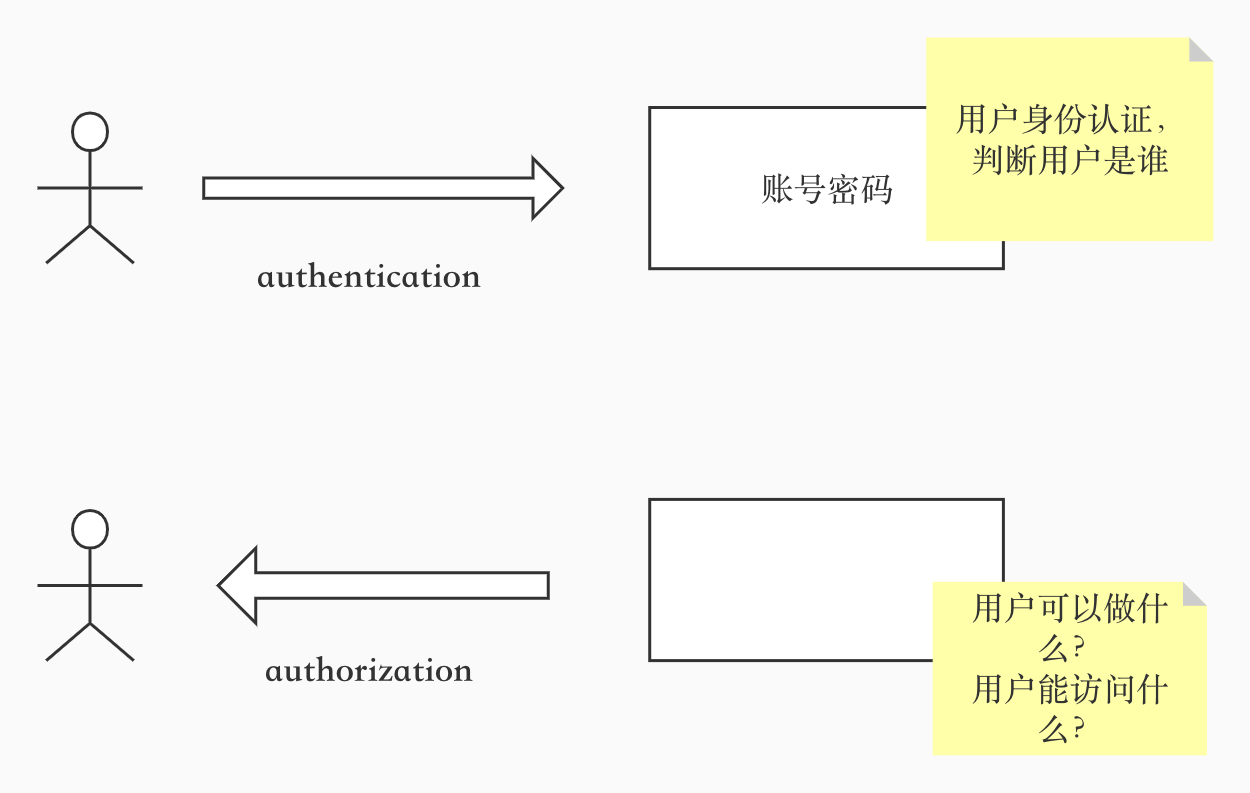 用户身份认证，
判断用户是谁
账号密码
authentication
用户可以做什
么？
用户能访问什
么？
authorization